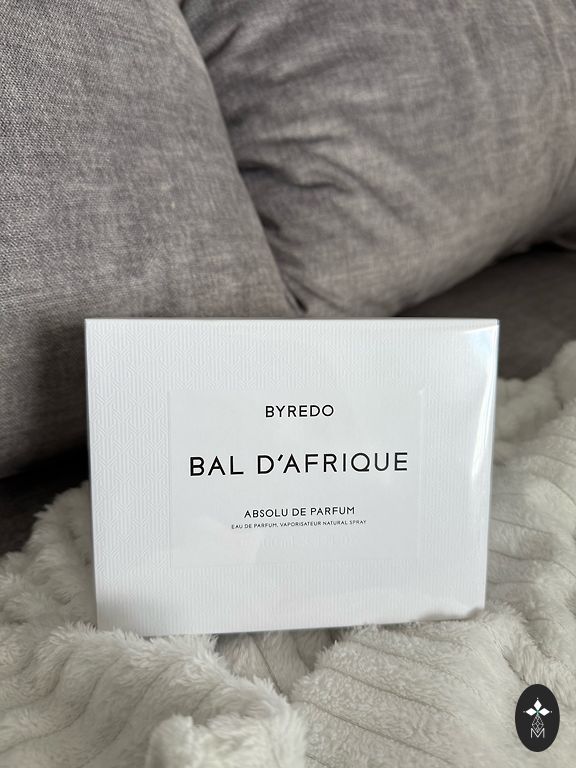 BYREDO
BAL D'AFRIQUE
ABSOLU DE PARFUM
EAU DE PARFUM, VAPORISATEUR NATURAL SPRAY
M